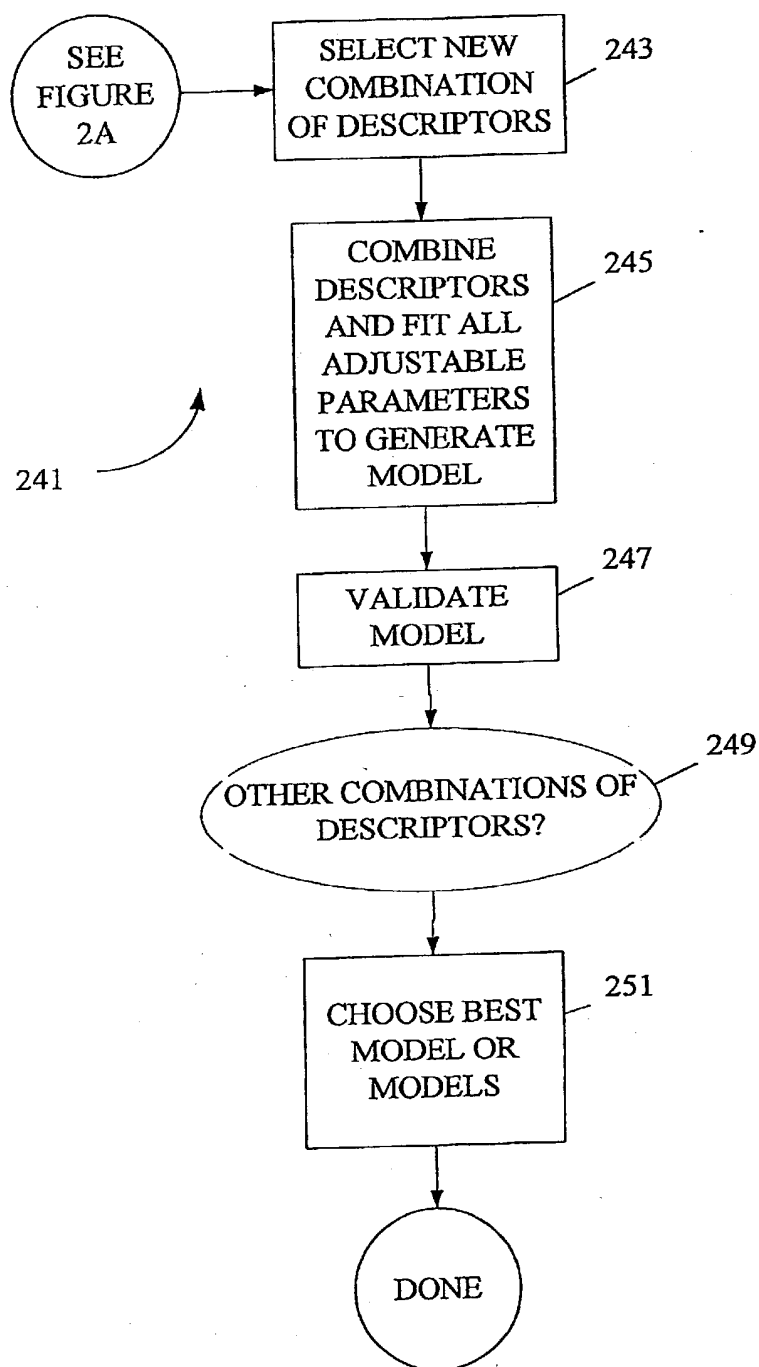 SEE
FIGURE
2A
SELECT NEW
COMBINATION
OF DESCRIPTORS
243
COMBINE
DESCRIPTORS
AND FIT ALL
ADJUSTABLE
PARAMETERS
TO GENERATE
MODEL
245
241
VALIDATE
MODEL
247
OTHER COMBINATIONS OF
DESCRIPTORS?
249
CHOOSE BEST
MODEL OR
MODELS
251
DONE